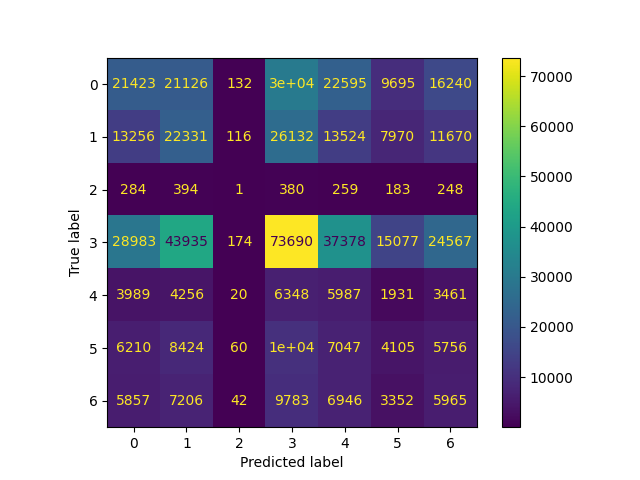 0 21423 21126 132 3e+04 22595 9695 16240
1 13256 22331 116 26132 13524 7970 11670
2 284 394 1 380 259 183 248
3 28983 43935 174 73690 37378 15077 24567
4 3989 4256 20 6348 5987 1931 3461
5 6210 8424 60 1e+04 7047 4105 5756
6 5857 7206 42 9783 6946 3352 5965
0 1 2 3 4 5 6
Predicted label
True label
70000
60000
50000
40000
30000
20000
10000